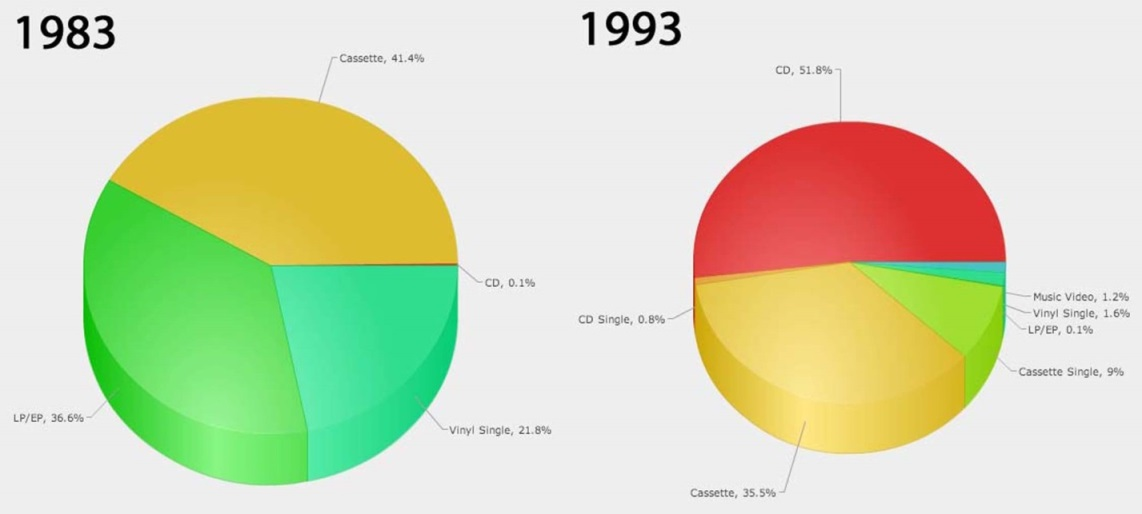 1983
Cassette, 41.4%
CD, 0.1%
LP/EP, 36.6%
Vinyl Single, 21.8%
1993
CD, 51.8%
Music Video, 1.2%
Vinyl Single, 1.6%
LP/EP, 0.1%
CD Single, 0.8%
Cassette Single, 9%
Cassette, 35.5%